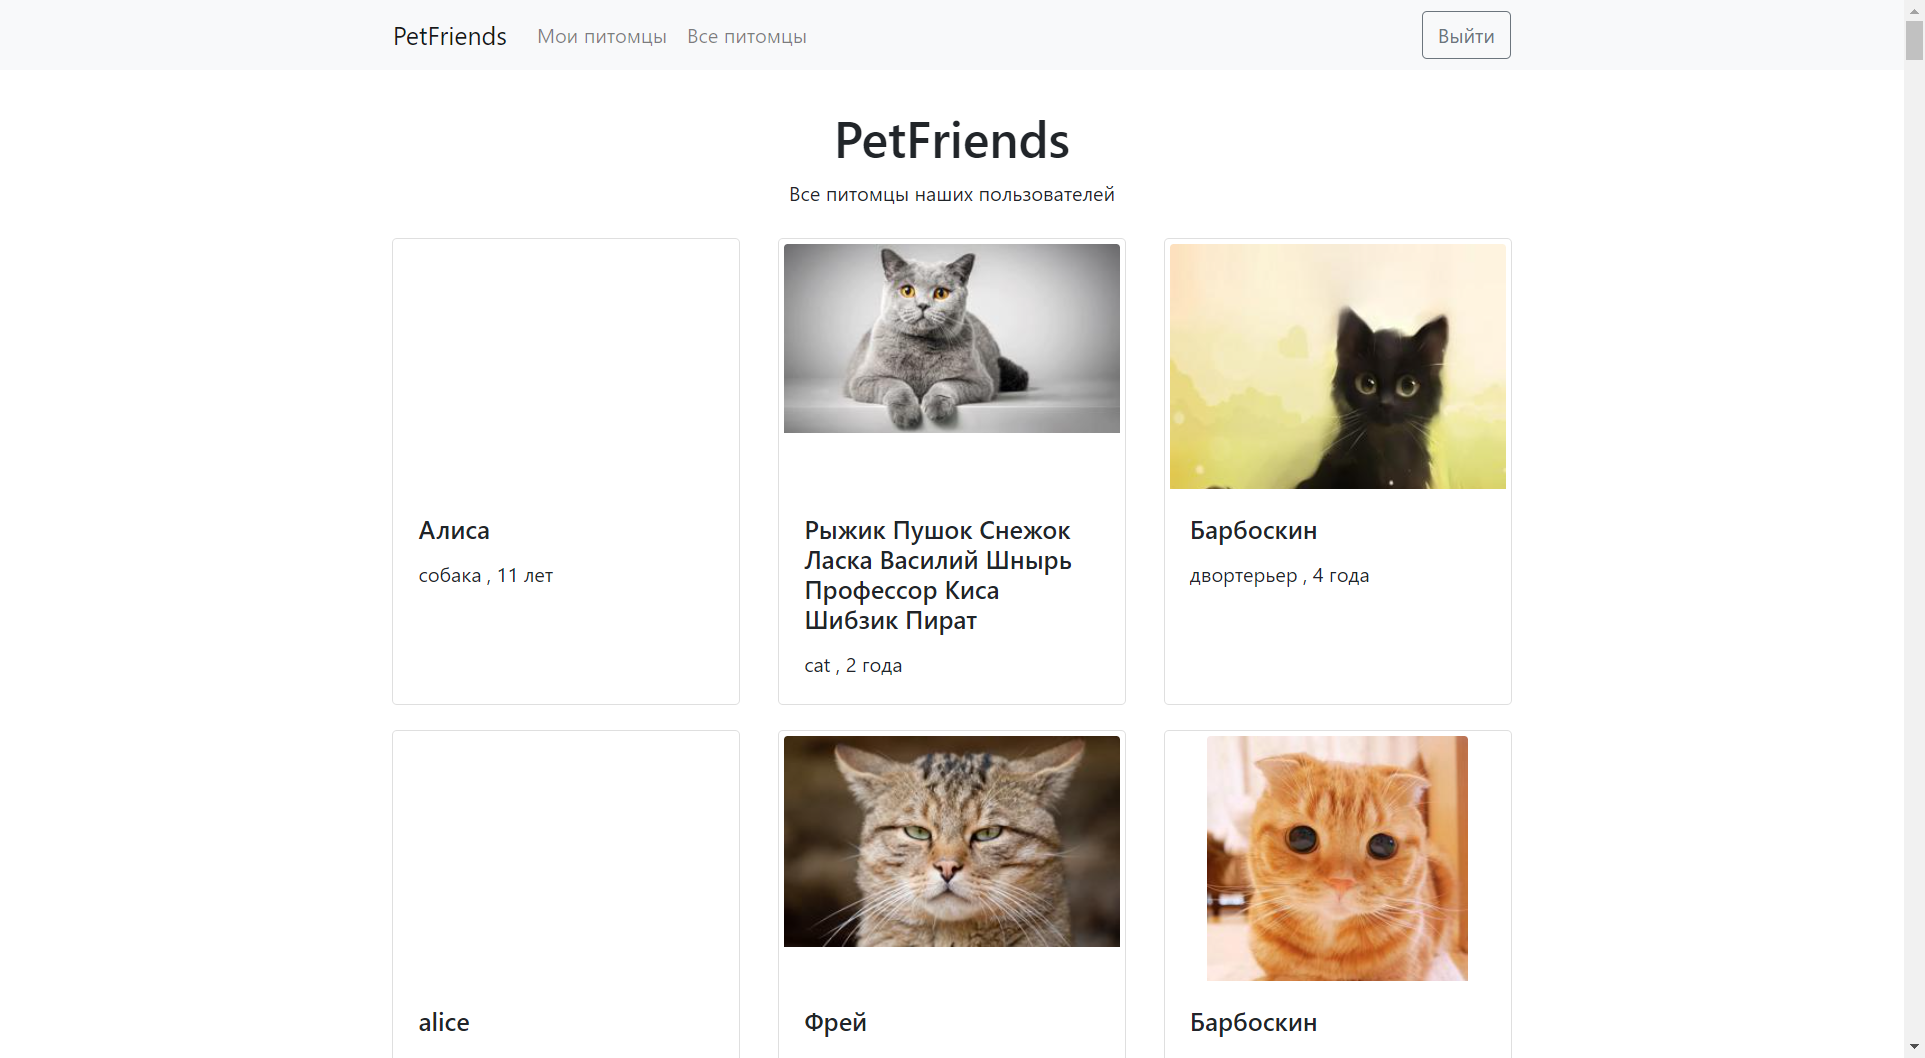 PetFriends
Мои питомцы
Все питомцы
Выйти
PetFriends
Все питомцы наших пользователей
Алиса
собака , 11 лет
Рыжик Пушок Снежок
Ласка Василий Шнырь
Профессор Киса
Шибзик Пират
cat , 2 года
Барбоскин
двортерьер , 4 года
alice
Фрей
Барбоскин